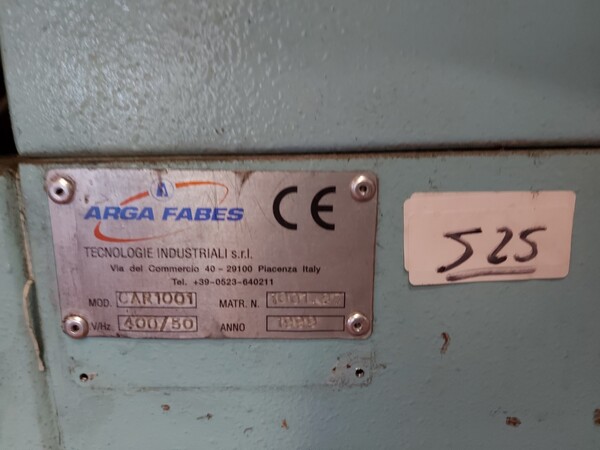 ARGA FABES
CE
TECNOLOGIE INDUSTRIALI s.r.l.
Via del Commercio 40 - 29100 Piacenza Italy
Tel. +39-0523-640211
MOD. CAR1001 MATR. N.
V/Hz. 400/50 ANNO
525